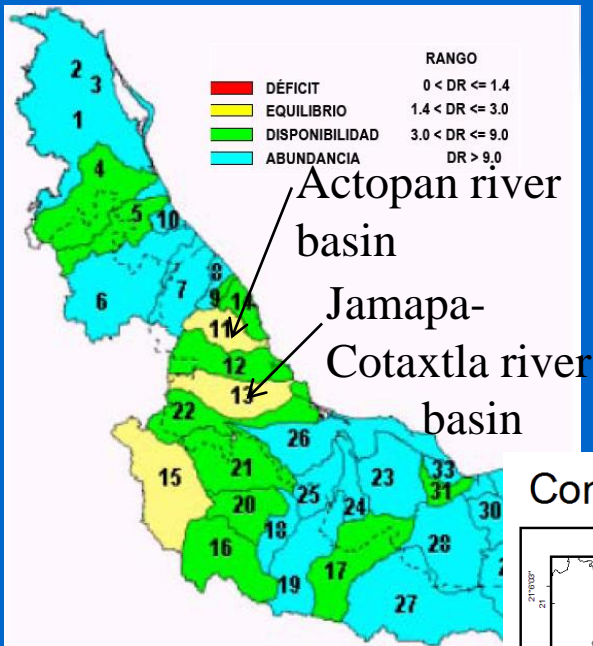 RANGO
DÉFICIT 0 < DR <= 1.4
EQUILIBRIO 1.4 < DR <= 3.0
DISPONIBILIDAD 3.0 < DR <= 9.0
ABUNDANCIA DR > 9.0
Actopan river
basin
Jamapa-
Cotaxtla river
basin
2
3
1
4
5
10
6
7
8
9
11
12
13
22
26
15
21
25
23
33
31
24
30
20
18
16
28
17
19
27
Con
21